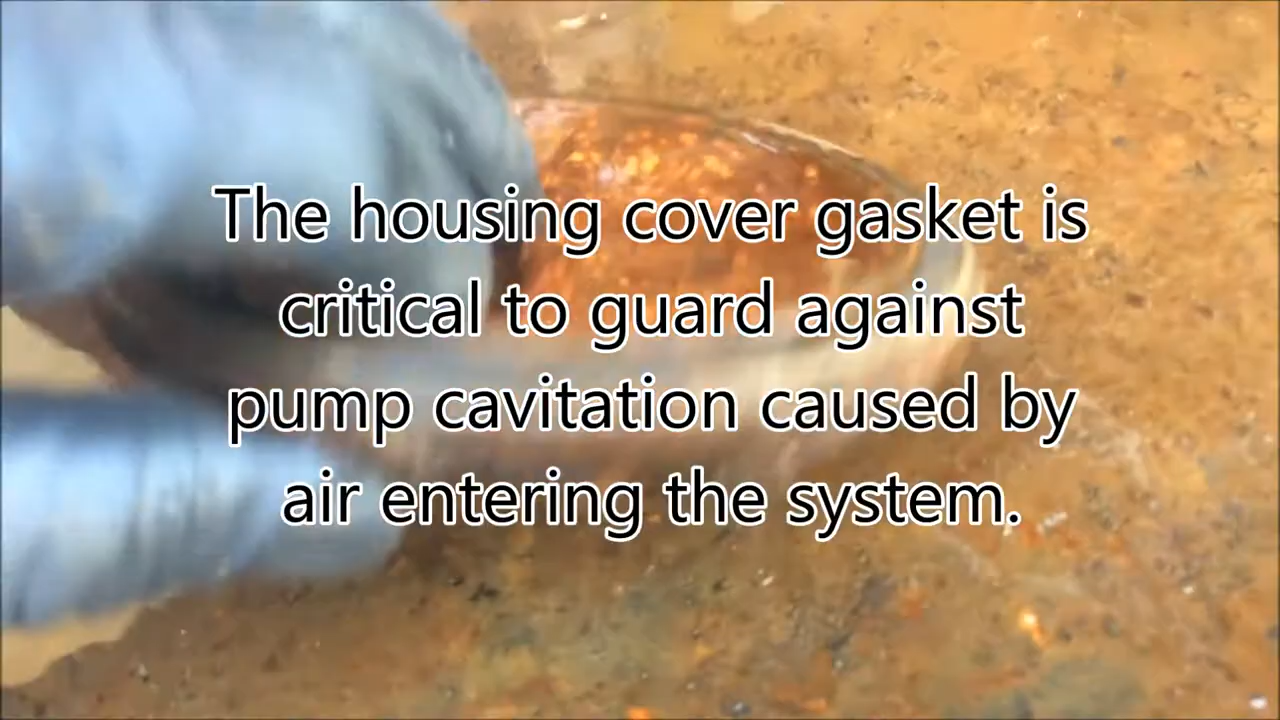 The housing cover gasket is
critical to guard against
pump cavitation caused by
air entering the system.